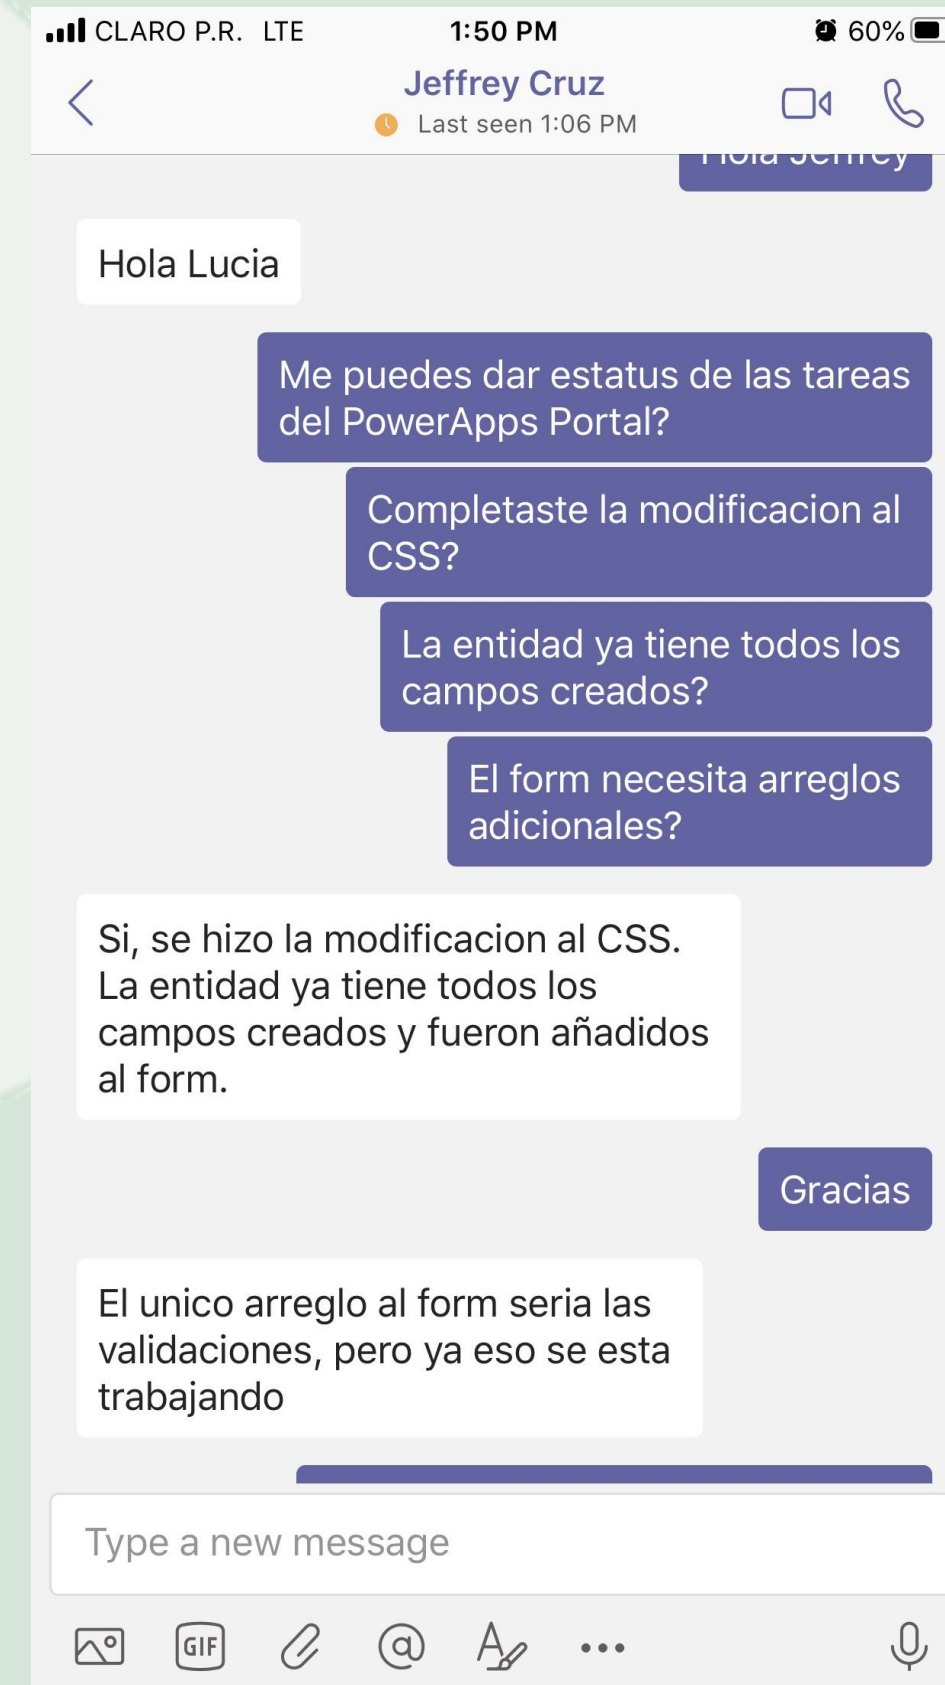 CLARO P.R. LTE
1:50 PM
60%
Jeffrey Cruz
Last seen 1:06 PM
Hola Jeffrey
Hola Lucia
Me puedes dar estatus de las tareas
del PowerApps Portal?
Completaste la modificacion al
CSS?
La entidad ya tiene todos los
campos creados?
El form necesita arreglos
adicionales?
Si, se hizo la modificacion al CSS.
La entidad ya tiene todos los
campos creados y fueron añadidos
al form.
Gracias
El unico arreglo al form seria las
validaciones, pero ya eso se esta
trabajando
Type a new message
GIF